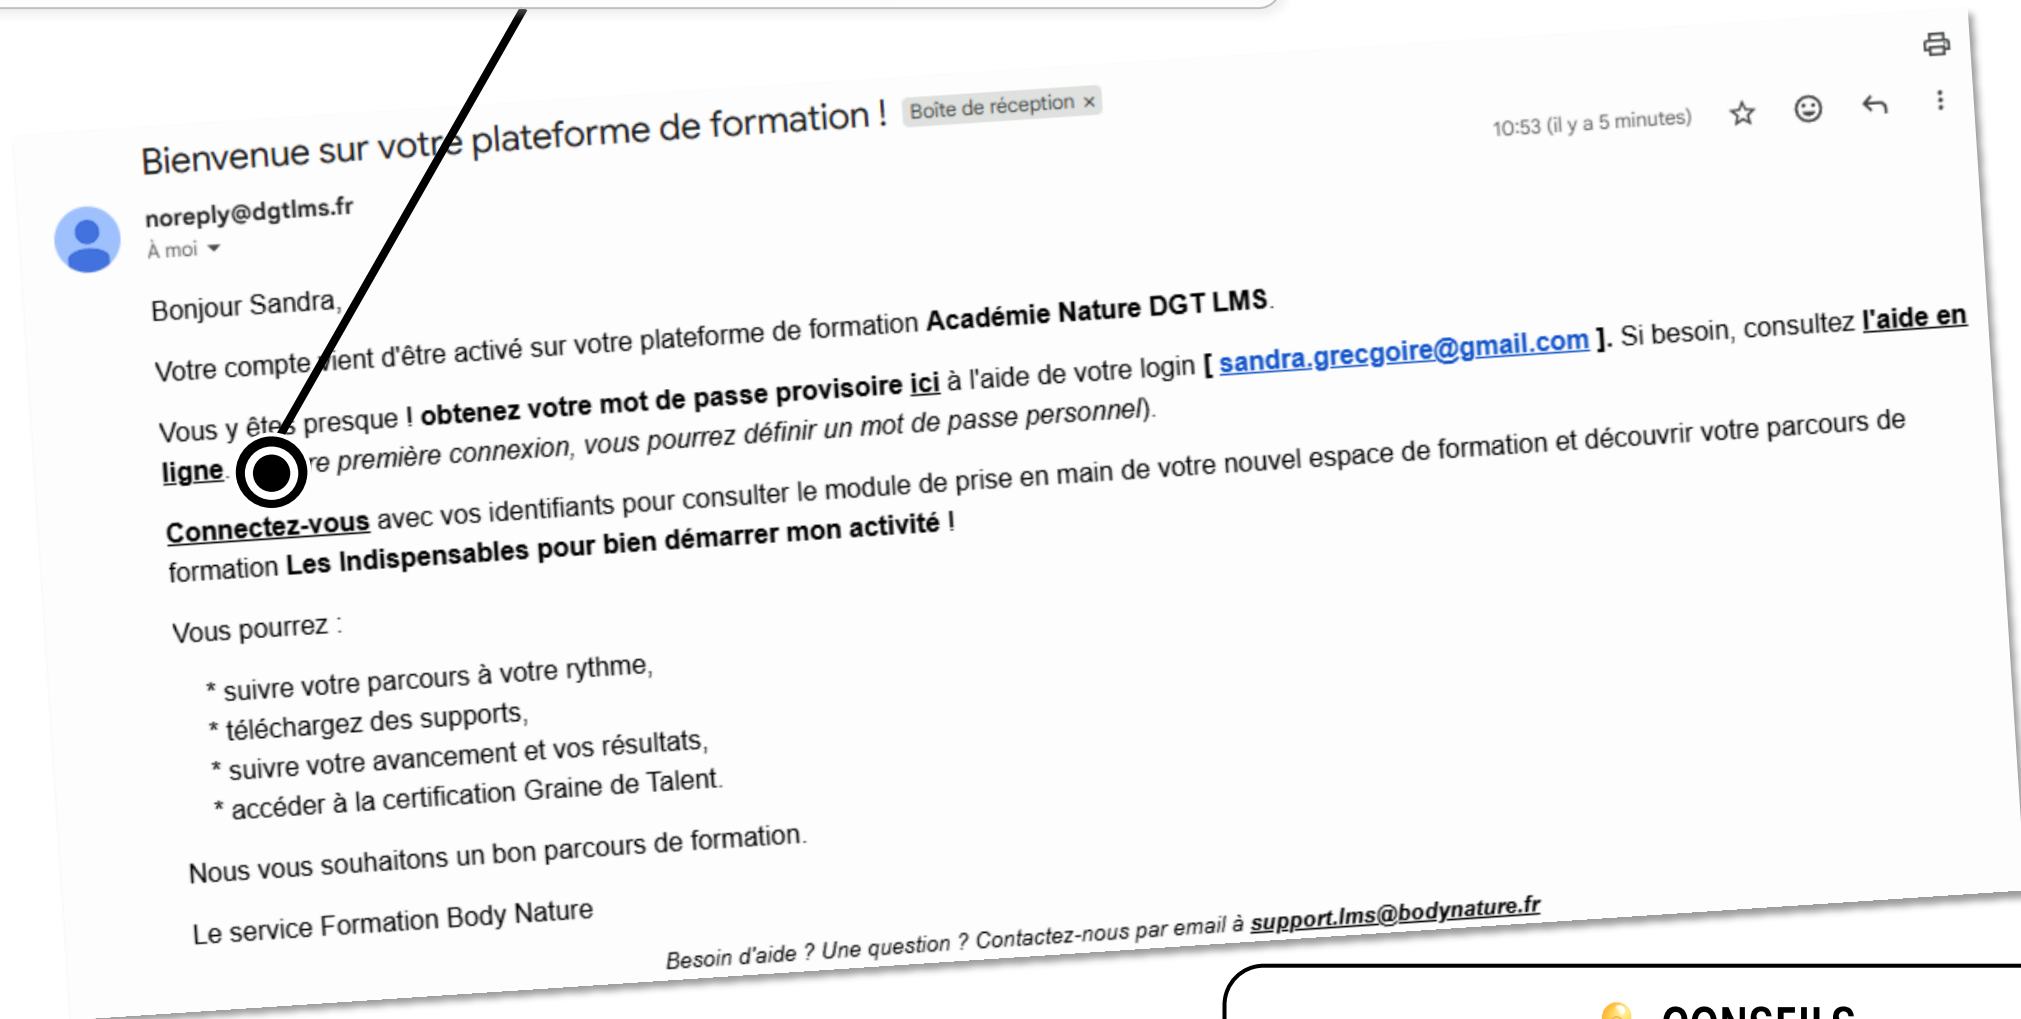 Bienvenue sur votre plateforme de formation ! Boîte de réception ×
10:53 (il y a 5 minutes)
noreply@dgtlms.fr
À moi
Bonjour Sandra,
Votre compte vient d'être activé sur votre plateforme de formation Académie Nature DGT LMS.
Vous y êtes presque ! obtenez votre mot de passe provisoire ici à l'aide de votre login [ sandra.grecgoire@gmail.com ]. Si besoin, consultez l'aide en
ligne. première connexion, vous pourrez définir un mot de passe personnel).
Connectez-vous avec vos identifiants pour consulter le module de prise en main de votre nouvel espace de formation et découvrir votre parcours de
formation Les Indispensables pour bien démarrer mon activité !
Vous pourrez :
* suivre votre parcours à votre rythme,
* téléchargez des supports,
* suivre votre avancement et vos résultats,
* accéder à la certification Graine de Talent.
Nous vous souhaitons un bon parcours de formation.
Le service Formation Body Nature
Besoin d'aide ? Une question ? Contactez-nous par email à support.lms@bodynature.fr
CONSEILS